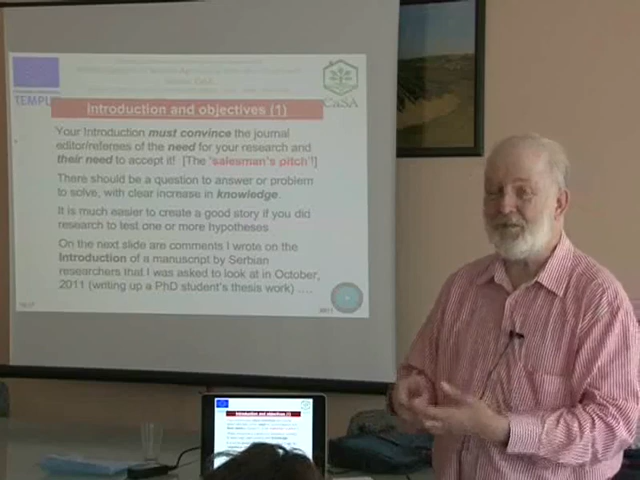 TEMPU
CaSA
Introduction and objectives (1)
Your Introduction must convince the journal
editor/referees of the need for your research and
their need to accept it! [The 'salesman's pitch'!]
There should be a question to answer or problem
to solve, with clear increase in knowledge.
It is much easier to create a good story if you did
research to test one or more hypotheses
On the next slide are comments I wrote on the
Introduction of a manuscript by Serbian
researchers that I was asked to look at in October,
2011 (writing up a PhD student's thesis work) ....
Introduction and objectives (1)